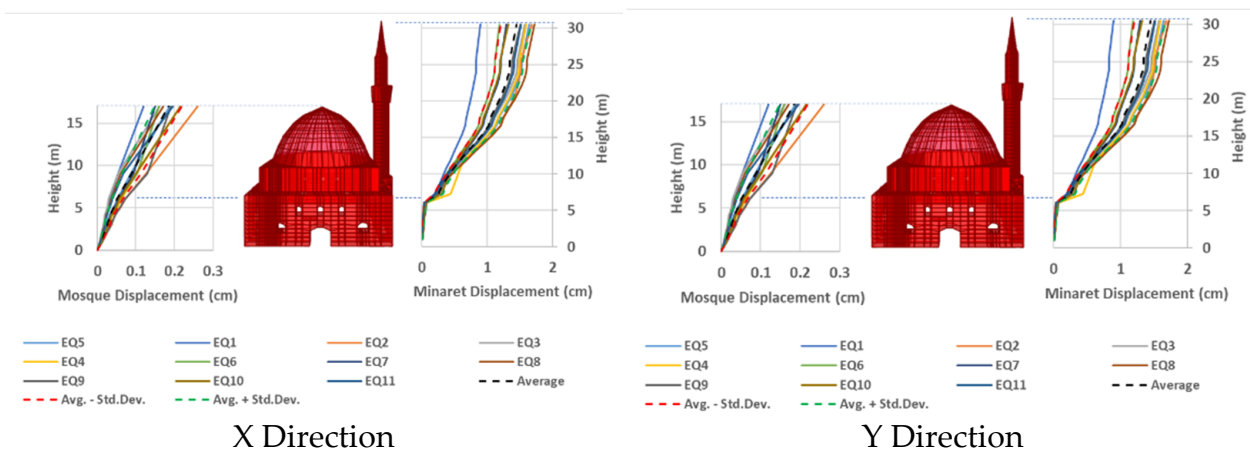 30
25
20
15
10
5
0
Height (m)
15
10
5
0
Height (m)
0 0.1 0.2 0.3
Mosque Displacement (cm)
0 1 2
Minaret Displacement (cm)
EQ5 EQ1 EQ2 EQ3
EQ4 EQ6 EQ7 EQ8
EQ9 EQ10 EQ11 Average
Avg. - Std.Dev. Avg. + Std.Dev.
X Direction
30
25
20
15
10
5
0
Height (m)
15
10
5
0
Height (m)
0 0.1 0.2 0.3
Mosque Displacement (cm)
0 1 2
Minaret Displacement (cm)
EQ5 EQ1 EQ2 EQ3
EQ4 EQ6 EQ7 EQ8
EQ9 EQ10 EQ11 Average
Avg. - Std.Dev. Avg. + Std.Dev.
Y Direction